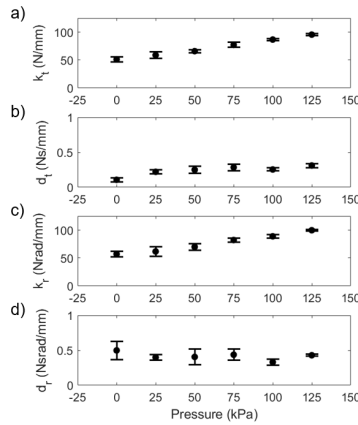 a)
100
50
0
k_t
(N/mm)
-25 0 25 50 75 100 125 150
b)
1
0.5
0
d_t
(Ns/mm)
-25 0 25 50 75 100 125 150
c)
100
50
0
k_r
(Nrad/mm)
-25 0 25 50 75 100 125 150
d)
1
0.5
0
d_r
(Nsrad/mm)
-25 0 25 50 75 100 125 150
Pressure (kPa)